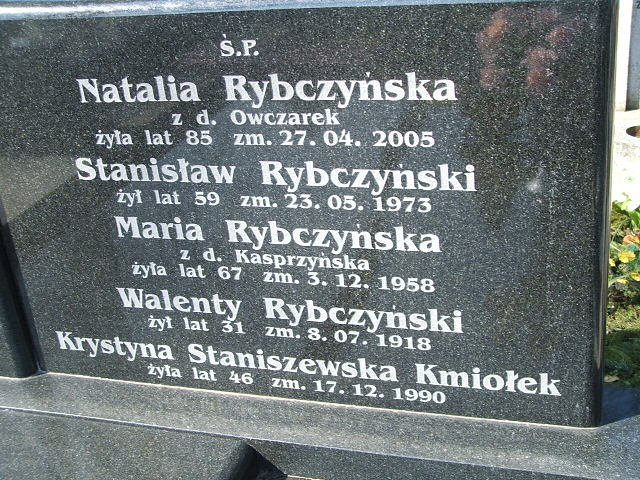 Ś.P.
Natalia Rybczyńska
z d. Owczarek
żyła lat 85 zm. 27. 04. 2005
Stanisław Rybczyński
żył lat 59 zm. 23. 05. 1973
Maria Rybczyńska
z d. Kasprzyńska
żyła lat 67 zm. 3. 12. 1958
Walenty Rybczyński
żył lat 31 zm. 8. 07. 1918
Krystyna Staniszewska Kmiołek
żyła lat 46 zm. 17. 12. 1990